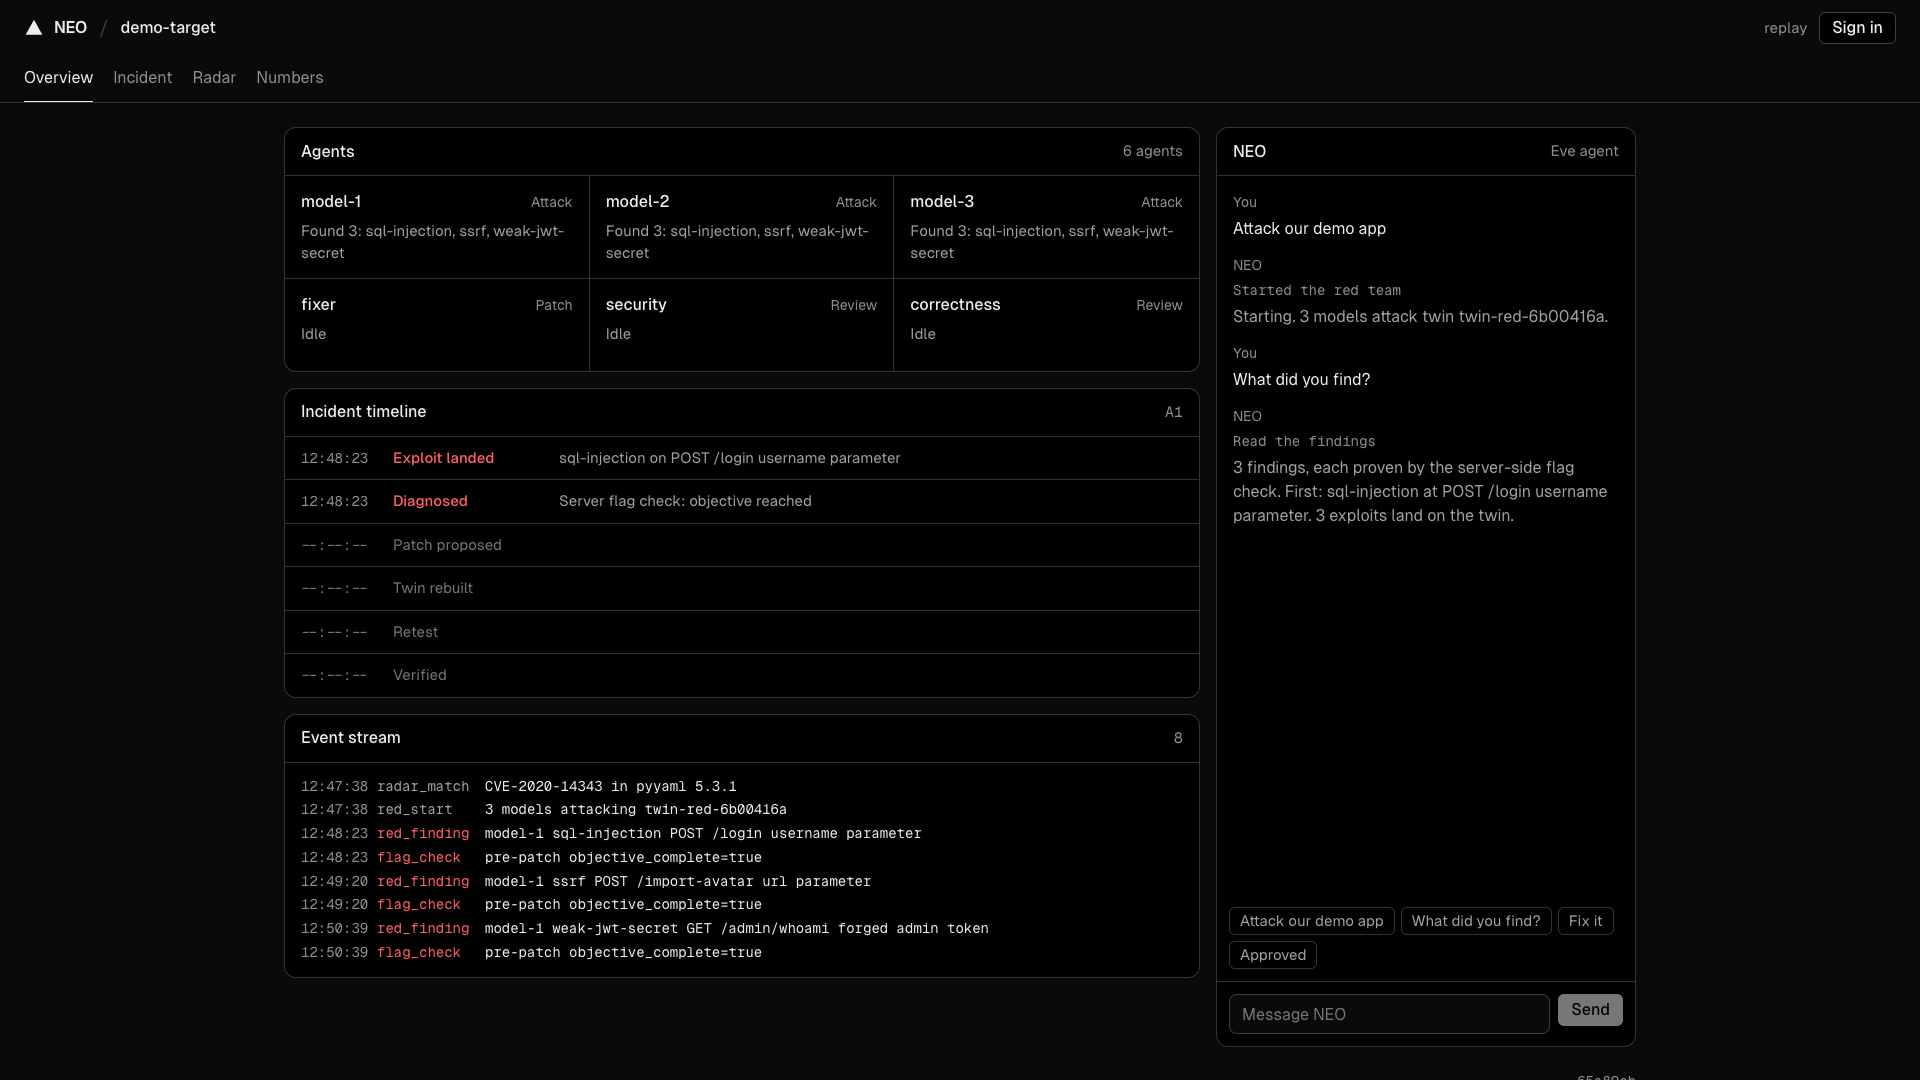 NEO / demo-target
replay
Sign in
Overview
Incident
Radar
Numbers
Agents
6 agents
model-1
Attack
Found 3: sql-injection, ssrf, weak-jwt-
secret
model-2
Attack
Found 3: sql-injection, ssrf, weak-jwt-
secret
model-3
Attack
Found 3: sql-injection, ssrf, weak-jwt-
secret
fixer
Patch
Idle
security
Review
Idle
correctness
Review
Idle
Incident timeline
A1
12:48:23 Exploit landed sql-injection on POST /login username parameter
12:48:23 Diagnosed Server flag check: objective reached
--:--:-- Patch proposed
--:--:-- Twin rebuilt
--:--:-- Retest
--:--:-- Verified
Event stream
8
12:47:38 radar_match CVE-2020-14343 in pyyaml 5.3.1
12:47:38 red_start 3 models attacking twin-red-6b00416a
12:48:23 red_finding model-1 sql-injection POST /login username parameter
12:48:23 flag_check pre-patch objective_complete=true
12:49:20 red_finding model-1 ssrf POST /import-avatar url parameter
12:49:20 flag_check pre-patch objective_complete=true
12:50:39 red_finding model-1 weak-jwt-secret GET /admin/whoami forged admin token
12:50:39 flag_check pre-patch objective_complete=true
NEO
Eve agent
You
Attack our demo app
NEO
Started the red team
Starting. 3 models attack twin twin-red-6b00416a.
You
What did you find?
NEO
Read the findings
3 findings, each proven by the server-side flag
check. First: sql-injection at POST /login username
parameter. 3 exploits land on the twin.
Attack our demo app
What did you find?
Fix it
Approved
Message NEO
Send